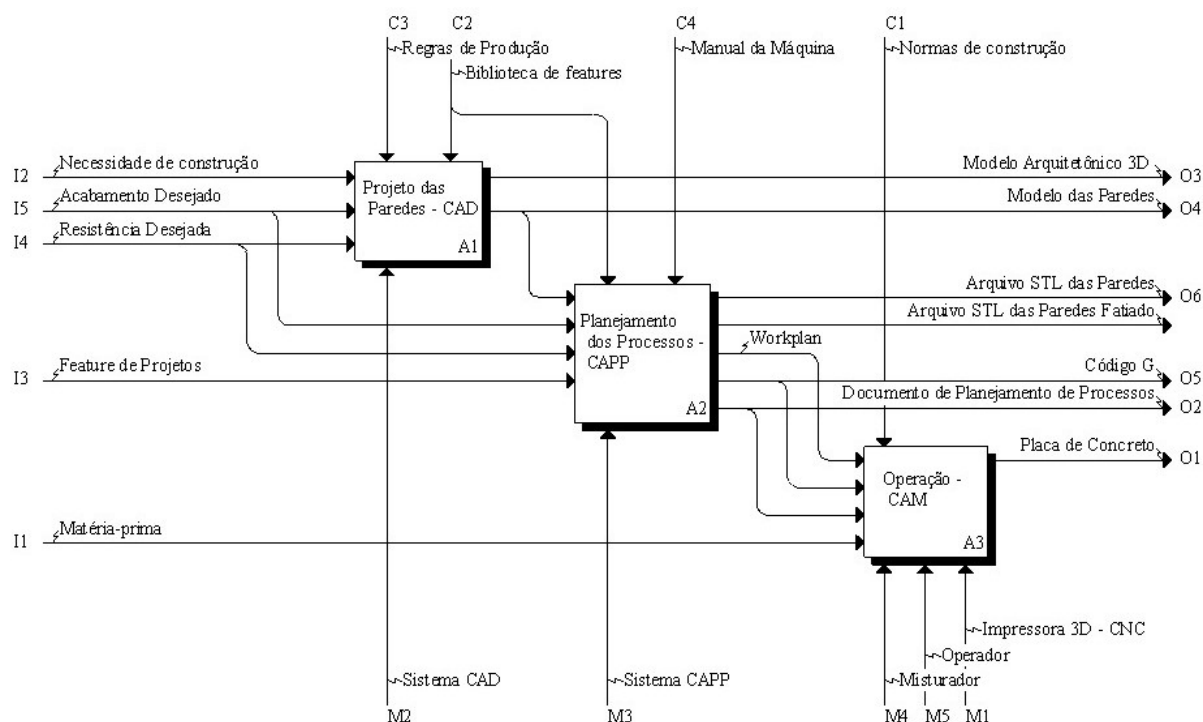 C3
C2
C4
C1
Regras de Produção
Manual da Máquina
Normas de construção
Biblioteca de features
I2
Necessidade de construção
Modelo Arquitetônico 3D
O3
I5
Acabamento Desejado
Projeto das
Paredes - CAD
Modelo das Paredes
O4
I4
Resistência Desejada
A1
Arquivo STL das Paredes
O6
Arquivo STL das Paredes Fatiado
Planejamento
dos Processos -
CAPP
Workplan
I3
Feature de Projetos
Código G
O5
A2
Documento de Planejamento de Processos
O2
Placa de Concreto
O1
Operação -
CAM
I1
Matéria-prima
A3
Impressora 3D - CNC
Operador
Sistema CAD
Sistema CAPP
Misturador
M2
M3
M4
M5
M1